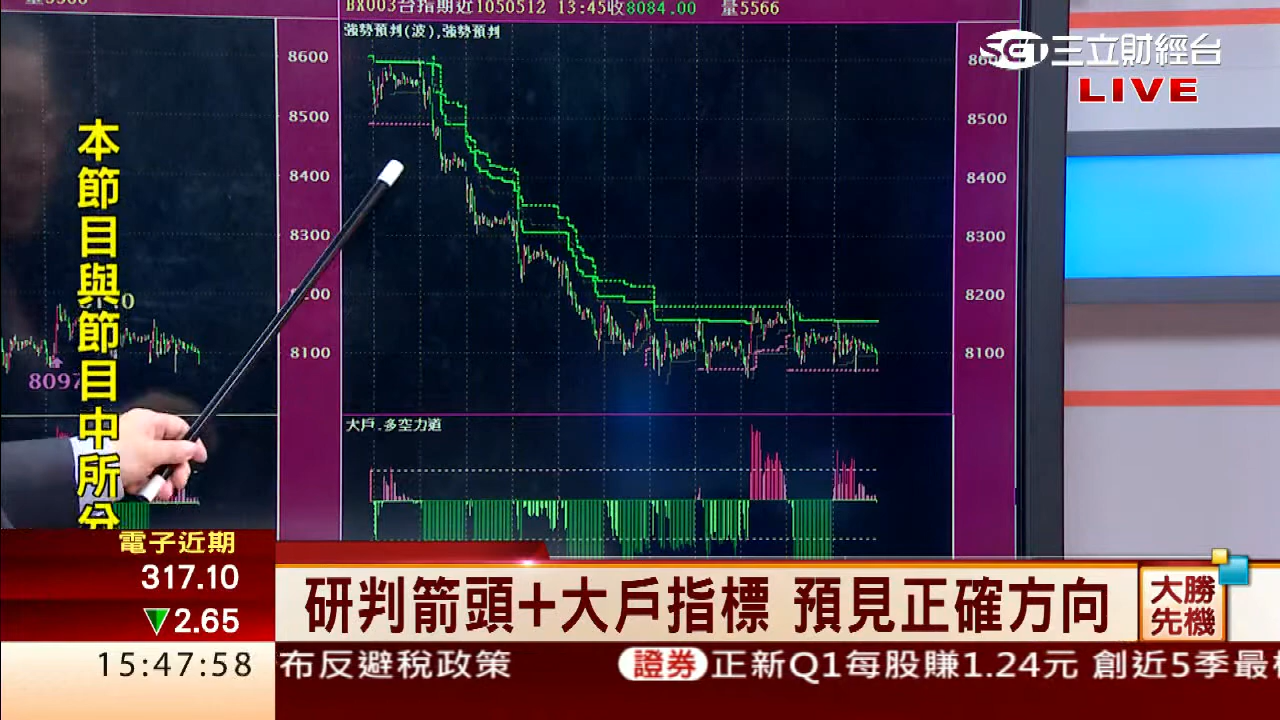 BX003台指期近1050512 13:45收8084.00 量5566
強勢預判(波),強勢預判
SET三立財經台
LIVE
8600
8500
8400
8300
8200
8100
8500
8400
8300
8200
8100
大戶.多空力道
本節目與節目中所分
電子近期
317.10
▼2.65
15:47:58
研判箭頭+大戶指標 預見正確方向
大勝
先機
布反避稅政策
證券 正新Q1每股賺1.24元 創近5季最